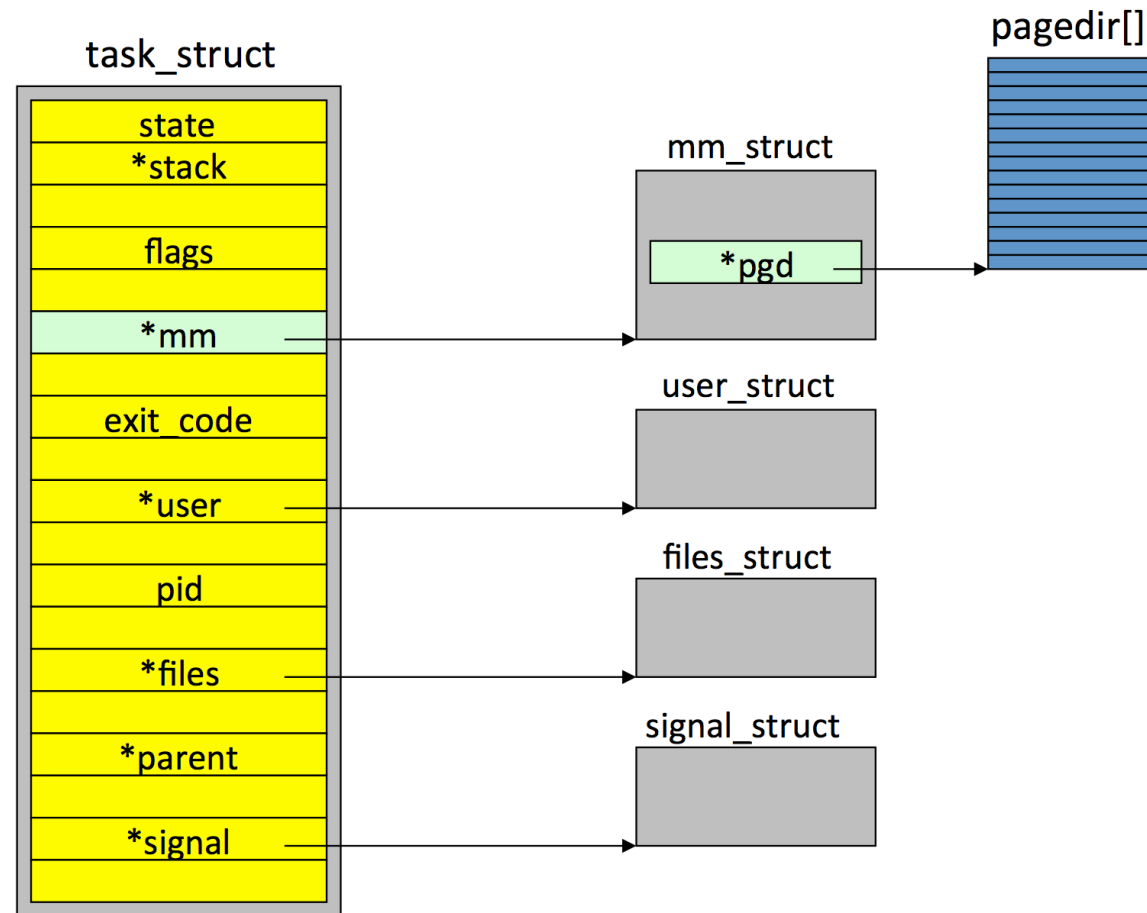 task_struct
state
*stack
flags
*mm
exit_code
*user
pid
*files
*parent
*signal
mm_struct
*pgd
user_struct
files_struct
signal_struct
pagedir[]